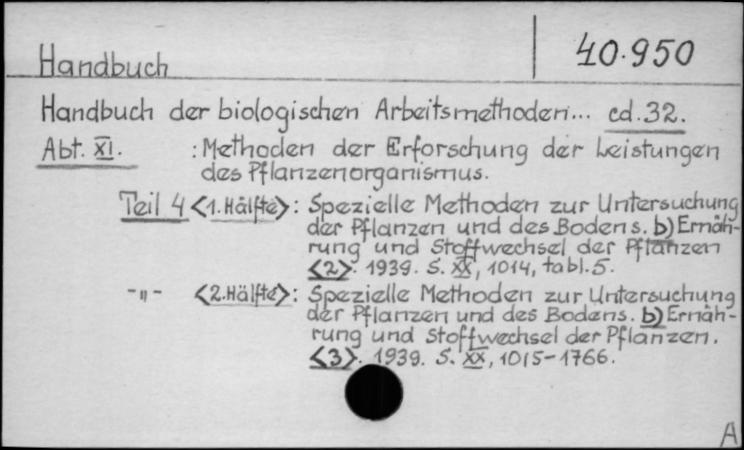 40.950
Handbuch
Handbuch der biologischen Arbeitsmethoden... cd.32.
Abt. XI. : Methoden der Erforschung der Leistungen
des Pflanzenorganismus.
Teil 4 <1.Hälfte>: Spezielle Methoden zur Untersuchung
der Pflanzen und des Bodens. b) Ernäh-
rung und Stoffwechsel der Pflanzen
<2>. 1939. S. XX, 1014, tabl.5.
-"- <2.Hälfte>: Spezielle Methoden zur Untersuchung
der Pflanzen und des Bodens. b) Ernäh-
rung und Stoffwechsel der Pflanzen.
<3>. 1939. S. XX, 1015-1766.
A